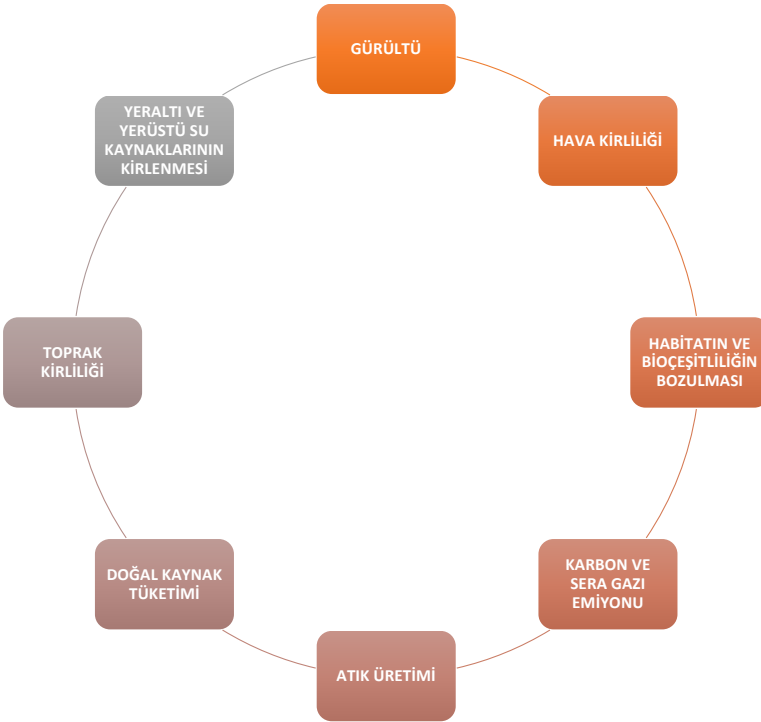 GÜRÜLTÜ
HAVA KİRLİLİĞİ
HABİTATIN VE
BİOÇEŞİTLİLİĞİN
BOZULMASI
KARBON VE
SERA GAZI
EMİYONU
ATIK ÜRETİMİ
DOĞAL KAYNAK
TÜKETİMİ
TOPRAK
KİRLİLİĞİ
YERALTI VE
YERÜSTÜ SU
KAYNAKLARININ
KİRLENMESİ